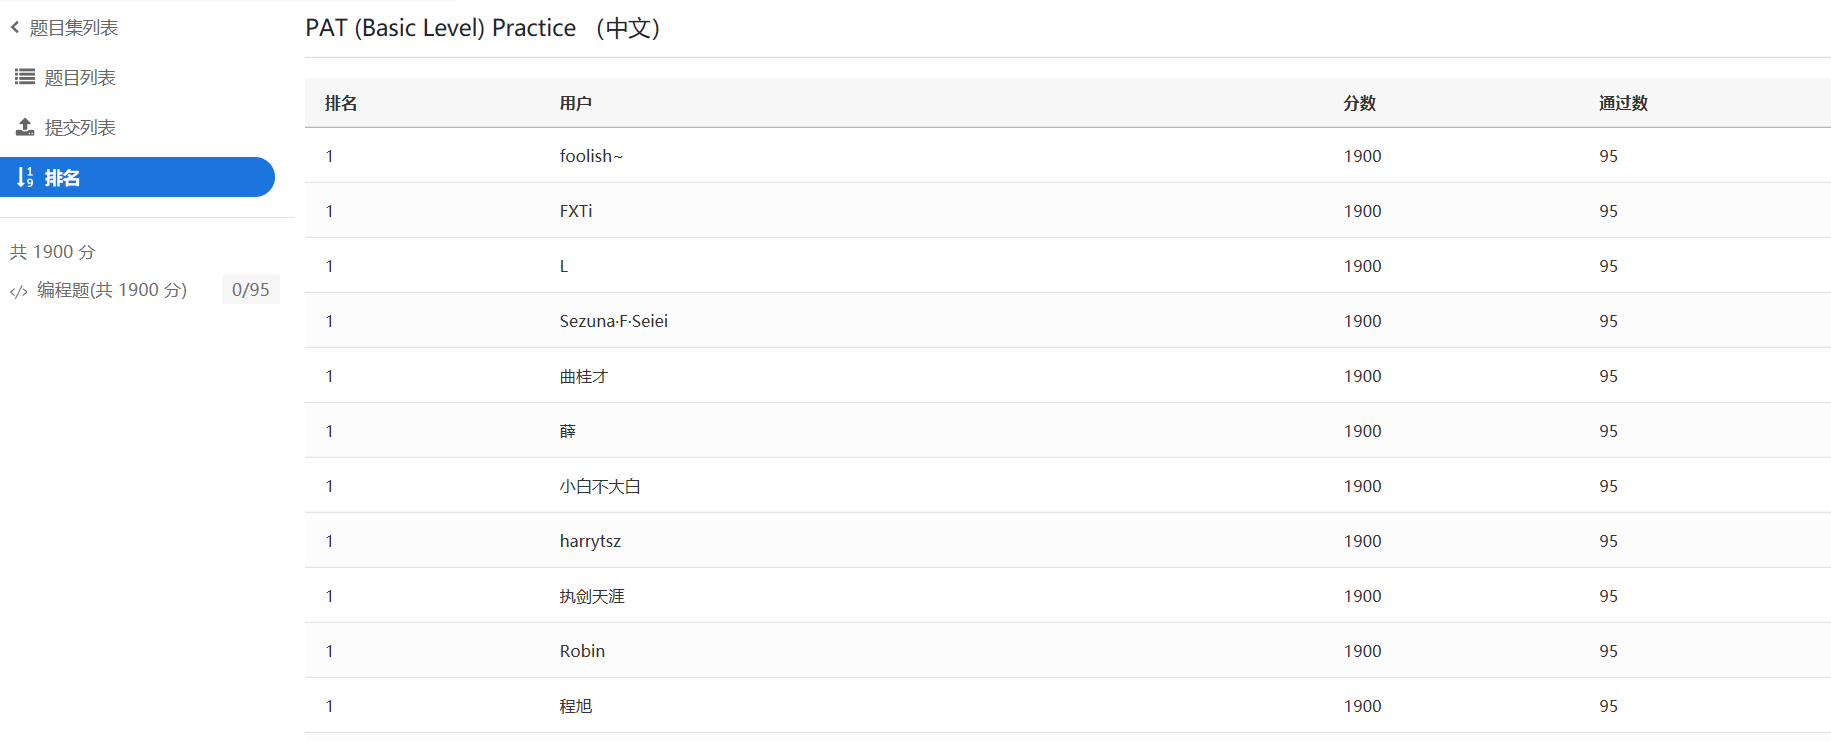 题目集列表
题目列表
提交列表
排名
共 1900 分
编程题(共 1900 分) 0/95
PAT (Basic Level) Practice （中文）
排名 用户 分数 通过数
1 foolish~ 1900 95
1 FXTi 1900 95
1 L 1900 95
1 Sezuna·F·Seiei 1900 95
1 曲桂才 1900 95
1 薛 1900 95
1 小白不大白 1900 95
1 harrytsz 1900 95
1 执剑天涯 1900 95
1 Robin 1900 95
1 程旭 1900 95